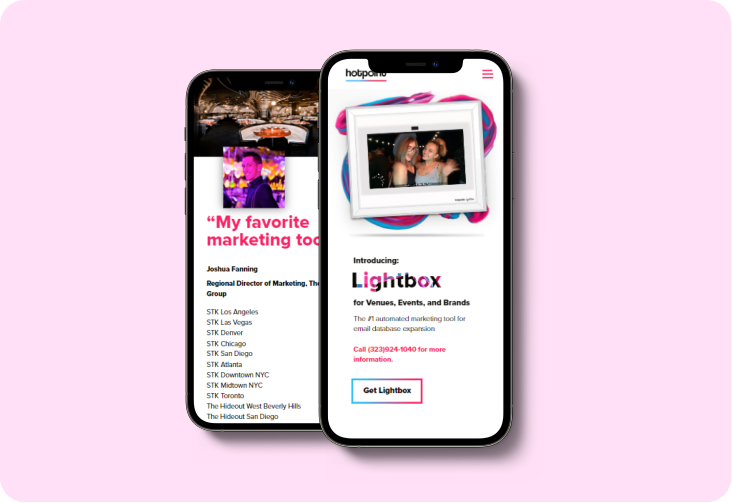 “My favorite
marketing too
Joshua Fanning
Regional Director of Marketing, The
Group
STK Los Angeles
STK Las Vegas
STK Denver
STK Chicago
STK San Diego
STK Atlanta
STK Downtown NYC
STK Midtown NYC
STK Toronto
The Hideout West Beverly Hills
The Hideout San Diego
hotpoint
Introducing:
Lightbox
for Venues, Events, and Brands
The #1 automated marketing tool for
email database expansion
Call (323)924-1040 for more
information.
Get Lightbox